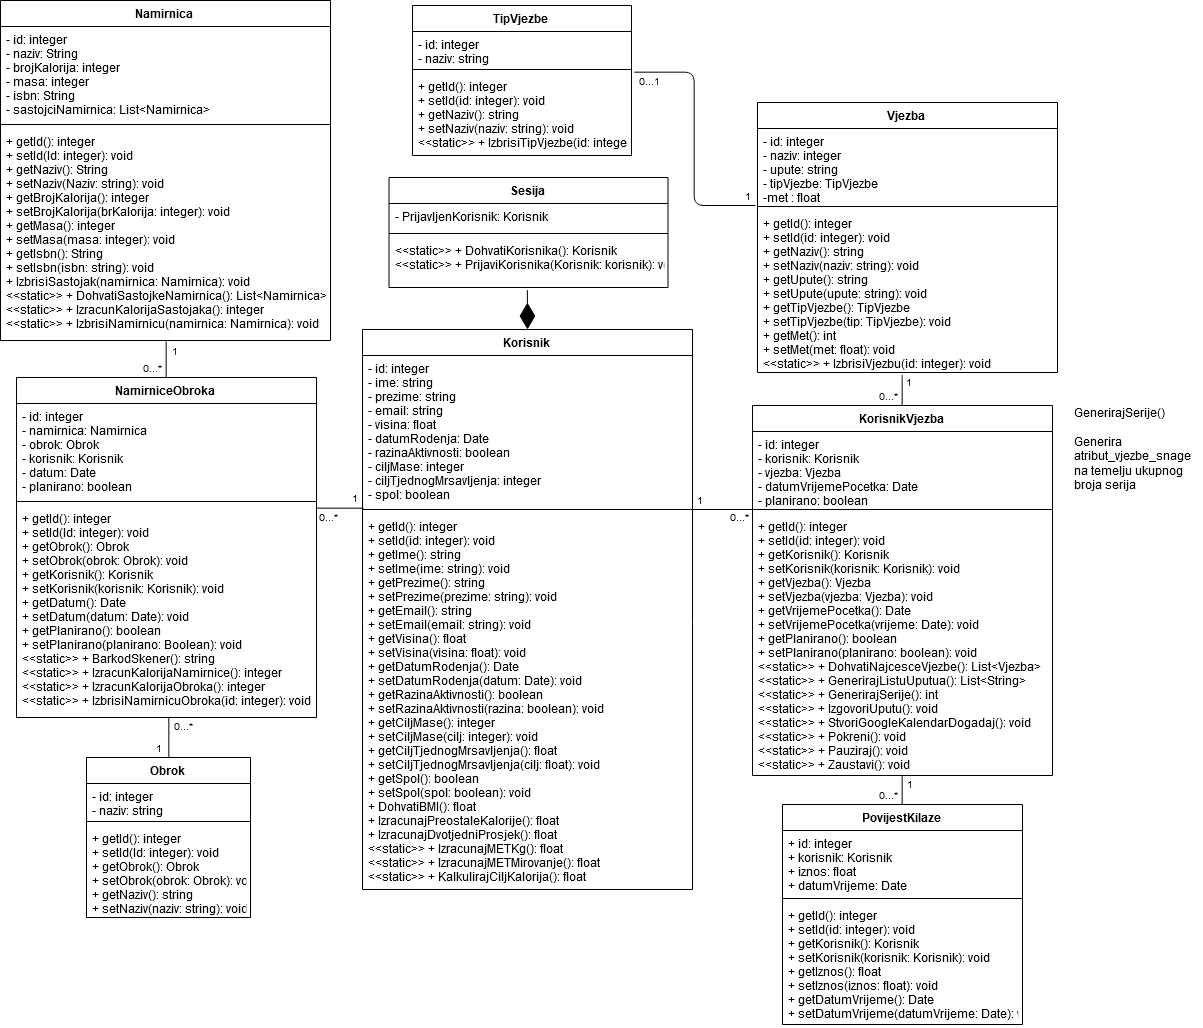 Namirnica
- id: integer
- naziv: String
- brojKalorija: integer
- masa: integer
- isbn: String
- sastojciNamirnica: List<Namirnica>
+ getId(): integer
+ setId(Id: integer): void
+ getNaziv(): String
+ setNaziv(Naziv: string): void
+ getBrojKalorija(): integer
+ setBrojKalorija(brKalorija: integer): void
+ getMasa(): integer
+ setMasa(masa: integer): void
+ getIsbn(): String
+ setIsbn(isbn: string): void
+ IzbrisiSastojak(namirnica: Namirnica): void
<<static>> + DohvatiSastojkeNamirnica(): List<Namirnica>
<<static>> + IzracunKalorijaSastojaka(): integer
<<static>> + IzbrisiNamirnicu(namirnica: Namirnica): void
1
0...*
NamirniceObroka
- id: integer
- namirnica: Namirnica
- obrok: Obrok
- korisnik: Korisnik
- datum: Date
- planirano: boolean
+ getId(): integer
+ setId(Id: integer): void
+ getObrok(): Obrok
+ setObrok(obrok: Obrok): void
+ getKorisnik(): Korisnik
+ setKorisnik(korisnik: Korisnik): void
+ getDatum(): Date
+ setDatum(datum: Date): void
+ getPlanirano(): boolean
+ setPlanirano(planirano: Boolean): void
<<static>> + BarkodSkener(): string
<<static>> + IzracunKalorijaNamirnice(): integer
<<static>> + IzracunKalorijaObroka(): integer
<<static>> + IzbrisiNamirnicuObroka(id: integer): void
0...*
1
Obrok
- id: integer
- naziv: string
+ getId(): integer
+ setId(Id: integer): void
+ getObrok(): Obrok
+ setObrok(obrok: Obrok): vo
+ getNaziv(): string
+ setNaziv(naziv: string): void
TipVjezbe
- id: integer
- naziv: string
+ getId(): integer
+ setId(id: integer): void
+ getNaziv(): string
+ setNaziv(naziv: string): void
<<static>> + IzbrisiTipVjezbe(id: intege
0...1
1
Sesija
- PrijavljenKorisnik: Korisnik
<<static>> + DohvatiKorisnika(): Korisnik
<<static>> + PrijaviKorisnika(Korisnik: korisnik): v
Korisnik
- id: integer
- ime: string
- prezime: string
- email: string
- visina: float
- datumRodenja: Date
- razinaAktivnosti: boolean
- ciljMase: integer
- ciljTjednogMrsavljenja: integer
- spol: boolean
+ getId(): integer
+ setId(id: integer): void
+ getIme(): string
+ setIme(ime: string): void
+ getPrezime(): string
+ setPrezime(prezime: string): void
+ getEmail(): string
+ setEmail(email: string): void
+ getVisina(): float
+ setVisina(visina: float): void
+ getDatumRodenja(): Date
+ setDatumRodenja(datum: Date): void
+ getRazinaAktivnosti(): boolean
+ setRazinaAktivnosti(razina: boolean): void
+ getCiljMase(): integer
+ setCiljMase(cilj: integer): void
+ getCiljTjednogMrsavljenja(): float
+ setCiljTjednogMrsavljenja(cilj: float): void
+ getSpol(): boolean
+ setSpol(spol: boolean): void
+ DohvatiBMI(): float
+ IzracunajPreostaleKalorije(): float
+ IzracunajDvotjedniProsjek(): float
<<static>> + IzracunajMETKg(): float
<<static>> + IzracunajMETMirovanje(): float
<<static>> + KalkulirajCiljKalorija(): float
1
0...*
1
0...*
Vjezba
- id: integer
- naziv: integer
- upute: string
- tipVjezbe: TipVjezbe
-met : float
+ getId(): integer
+ setId(id: integer): void
+ getNaziv(): string
+ setNaziv(naziv: string): void
+ getUpute(): string
+ setUpute(upute: string): void
+ getTipVjezbe(): TipVjezbe
+ setTipVjezbe(tip: TipVjezbe): void
+ getMet(): int
+ setMet(met: float): void
<<static>> + IzbrisiVjezbu(id: integer): void
1
0...*
KorisnikVjezba
- id: integer
- korisnik: Korisnik
- vjezba: Vjezba
- datumVrijemePocetka: Date
- planirano: boolean
+ getId(): integer
+ setId(id: integer): void
+ getKorisnik(): Korisnik
+ setKorisnik(korisnik: Korisnik): void
+ getVjezba(): Vjezba
+ setVjezba(vjezba: Vjezba): void
+ getVrijemePocetka(): Date
+ setVrijemePocetka(vrijeme: Date): void
+ getPlanirano(): boolean
+ setPlanirano(planirano: boolean): void
<<static>> + DohvatiNajcesceVjezbe(): List<Vjezba>
<<static>> + GenerirajListuUputua(): List<String>
<<static>> + GenerirajSerije(): int
<<static>> + IzgovoriUputu(): void
<<static>> + StvoriGoogleKalendarDogadaj(): void
<<static>> + Pokreni(): void
<<static>> + Pauziraj(): void
<<static>> + Zaustavi(): void
1
0...*
PovijestKilaze
+ id: integer
+ korisnik: Korisnik
+ iznos: float
+ datumVrijeme: Date
+ getId(): integer
+ setId(id: integer): void
+ getKorisnik(): Korisnik
+ setKorisnik(korisnik: Korisnik): void
+ getIznos(): float
+ setIznos(iznos: float): void
+ getDatumVrijeme(): Date
+ setDatumVrijeme(datumVrijeme: Date):
GenerirajSerije()
Generira
atribut_vjezbe_snage
na temelju ukupnog
broja serija